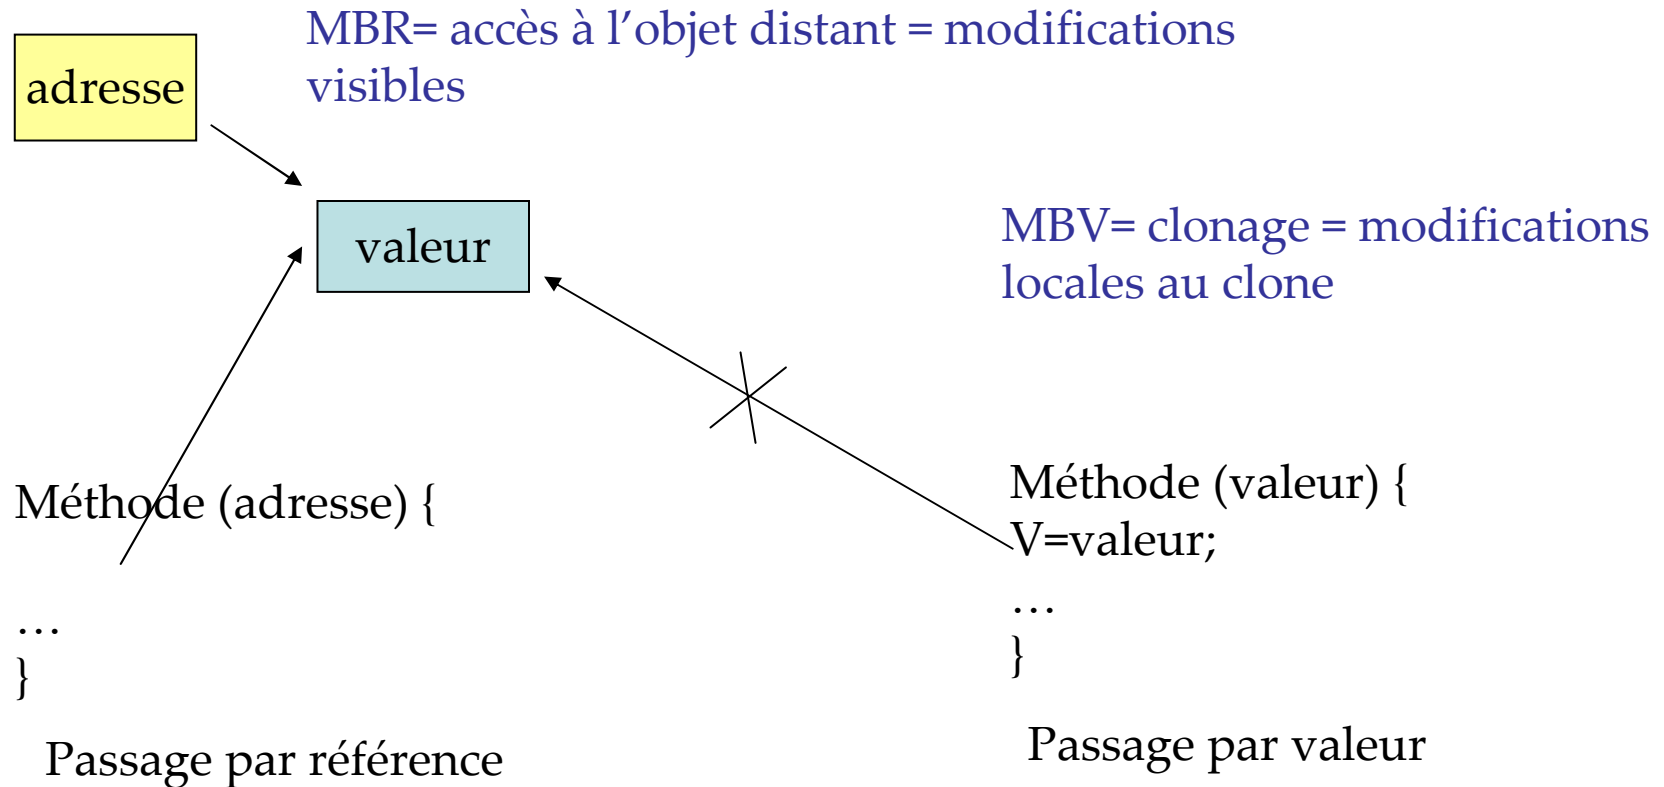 MBR= accès à l’objet distant = modifications
visibles
adresse
valeur
MBV= clonage = modifications
locales au clone
Méthode (adresse) {
…
}
Passage par référence
Méthode (valeur) {
V=valeur;
…
}
Passage par valeur